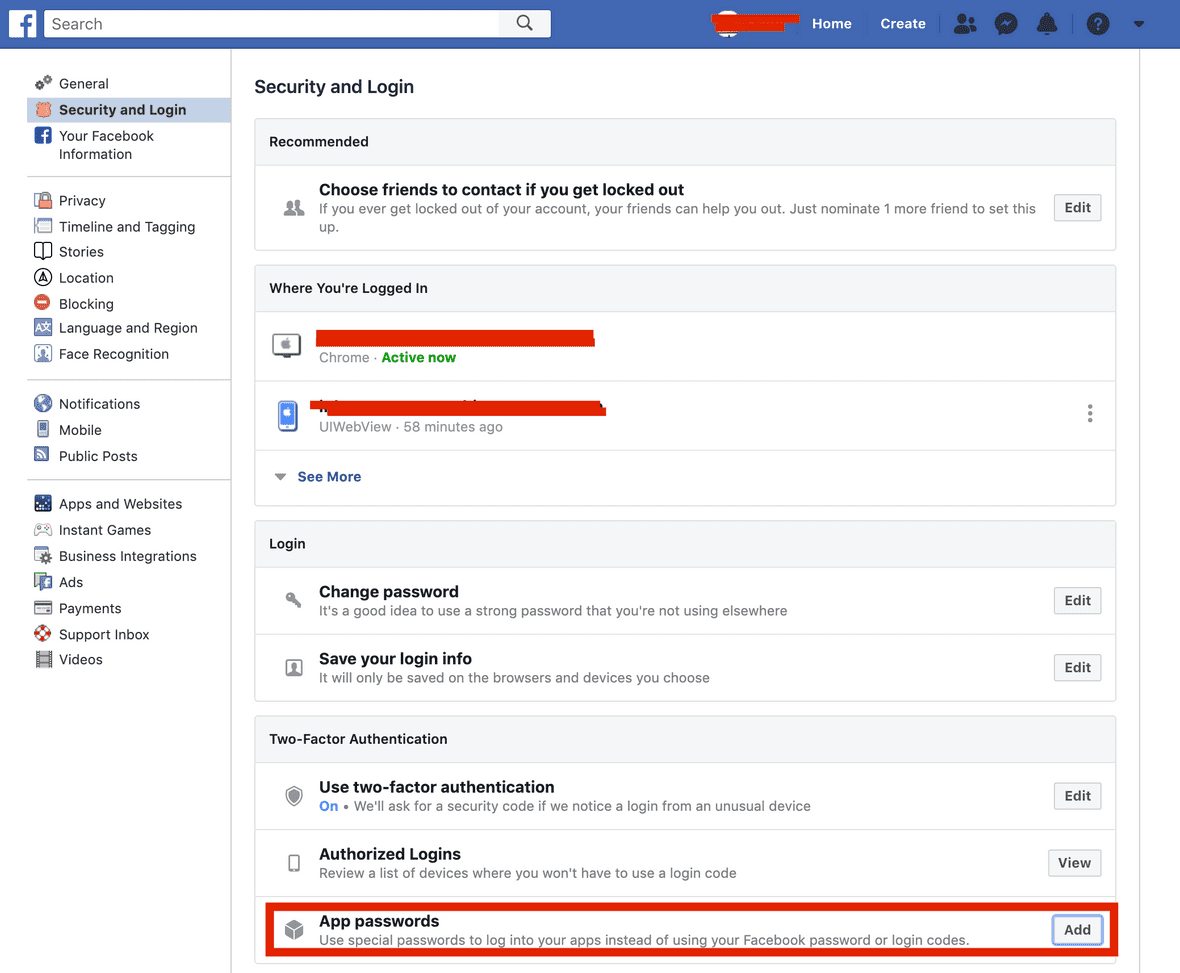 f
Search
Home
Create
General
Security and Login
Your Facebook
Information
Privacy
Timeline and Tagging
Stories
Location
Blocking
Language and Region
Face Recognition
Notifications
Mobile
Public Posts
Apps and Websites
Instant Games
Business Integrations
Ads
Payments
Support Inbox
Videos
Security and Login
Recommended
Choose friends to contact if you get locked out
If you ever get locked out of your account, your friends can help you out. Just nominate 1 more friend to set this
up.
Edit
Where You're Logged In
Chrome · Active now
UIWebView · 58 minutes ago
See More
Login
Change password
It's a good idea to use a strong password that you're not using elsewhere
Edit
Save your login info
It will only be saved on the browsers and devices you choose
Edit
Two-Factor Authentication
Use two-factor authentication
On • We'll ask for a security code if we notice a login from an unusual device
Edit
Authorized Logins
Review a list of devices where you won't have to use a login code
View
App passwords
Use special passwords to log into your apps instead of using your Facebook password or login codes.
Add